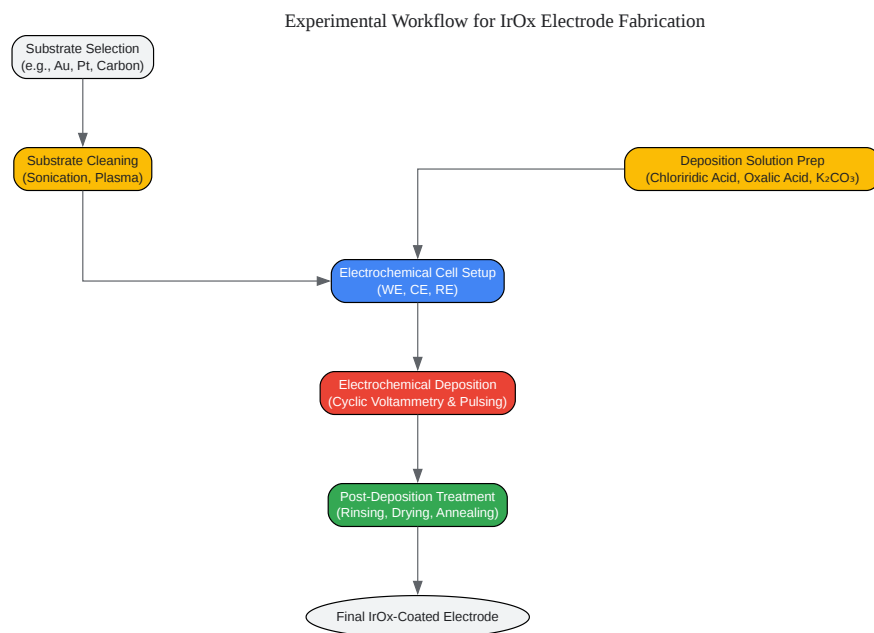 Experimental Workflow for IrOx Electrode Fabrication
Substrate Selection
(e.g., Au, Pt, Carbon)
Substrate Cleaning
(Sonication, Plasma)
Deposition Solution Prep
(Chloriridic Acid, Oxalic Acid, K₂CO₃)
Electrochemical Cell Setup
(WE, CE, RE)
Electrochemical Deposition
(Cyclic Voltammetry & Pulsing)
Post-Deposition Treatment
(Rinsing, Drying, Annealing)
Final IrOx-Coated Electrode